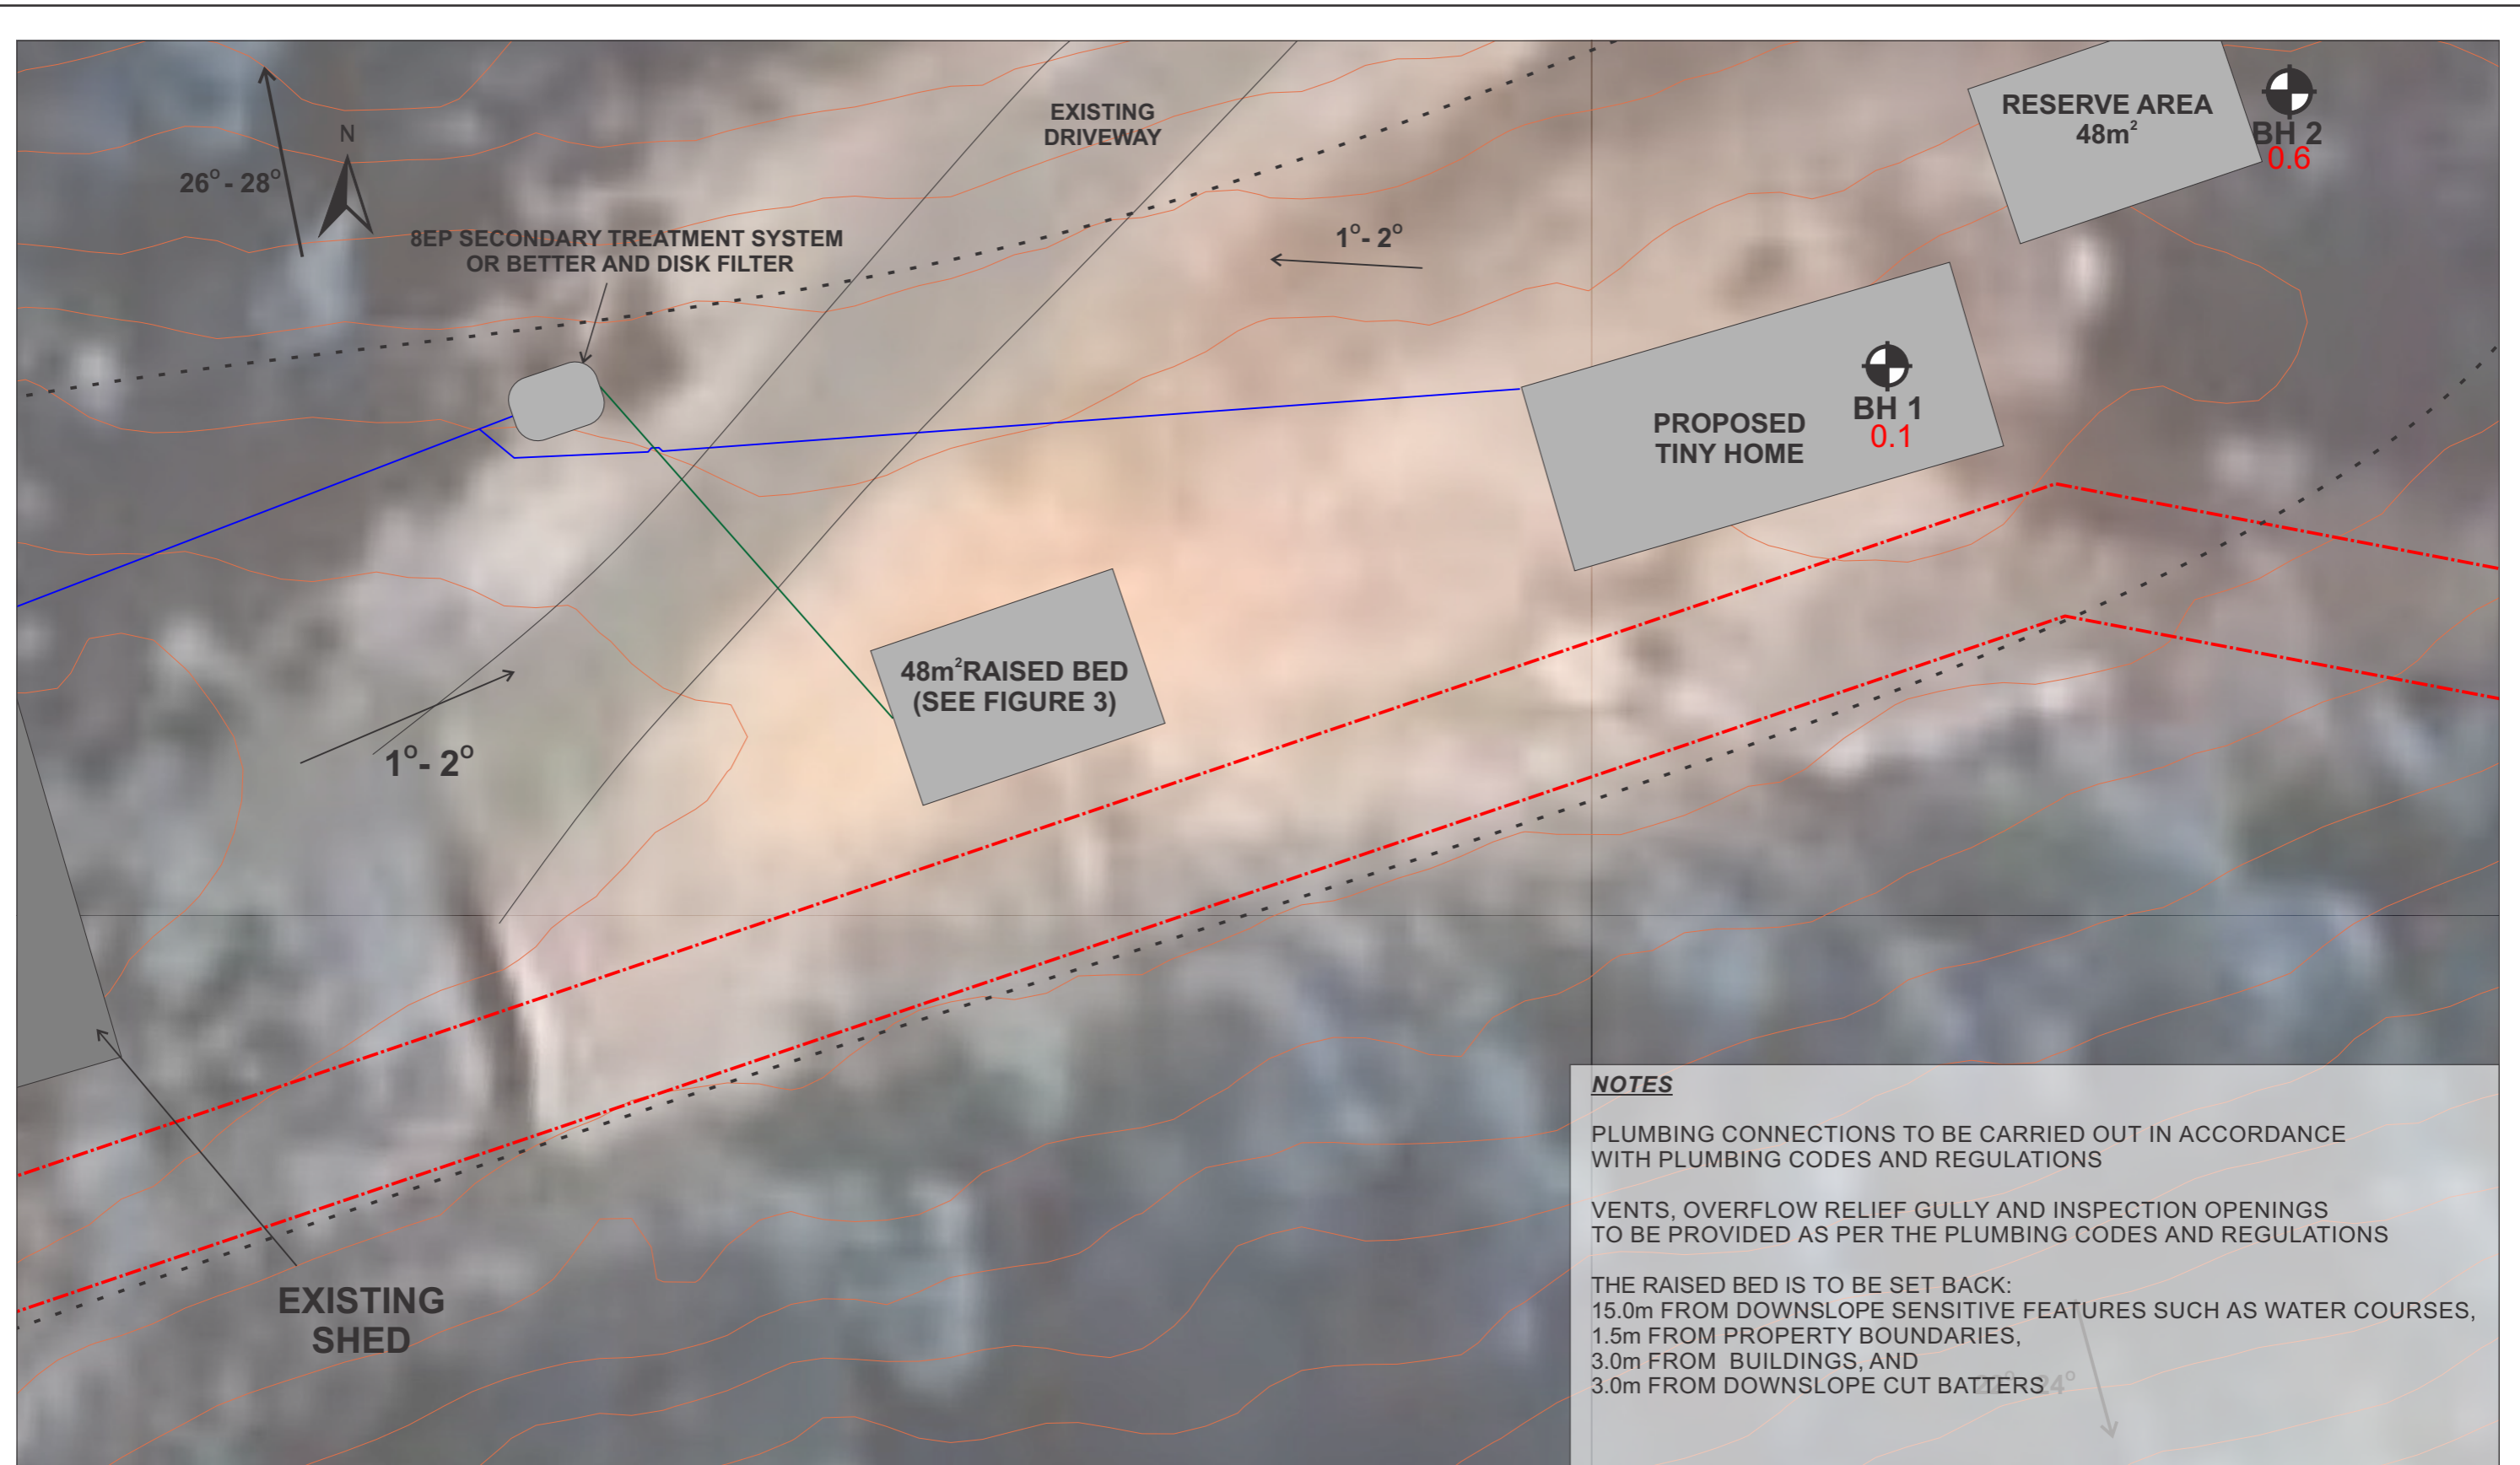 EXISTING
DRIVEWAY
RESERVE AREA
48m²
BH 2
0.6
N
26° - 28°
8EP SECONDARY TREATMENT SYSTEM
OR BETTER AND DISK FILTER
1° - 2°
BH 1
0.1
PROPOSED
TINY HOME
48m² RAISED BED
(SEE FIGURE 3)
1° - 2°
EXISTING
SHED
NOTES
PLUMBING CONNECTIONS TO BE CARRIED OUT IN ACCORDANCE
WITH PLUMBING CODES AND REGULATIONS
VENTS, OVERFLOW RELIEF GULLY AND INSPECTION OPENINGS
TO BE PROVIDED AS PER THE PLUMBING CODES AND REGULATIONS
THE RAISED BED IS TO BE SET BACK:
15.0m FROM DOWNSLOPE SENSITIVE FEATURES SUCH AS WATER COURSES,
1.5m FROM PROPERTY BOUNDARIES,
3.0m FROM BUILDINGS, AND
3.0m FROM DOWNSLOPE CUT BATTERS
22° - 24°